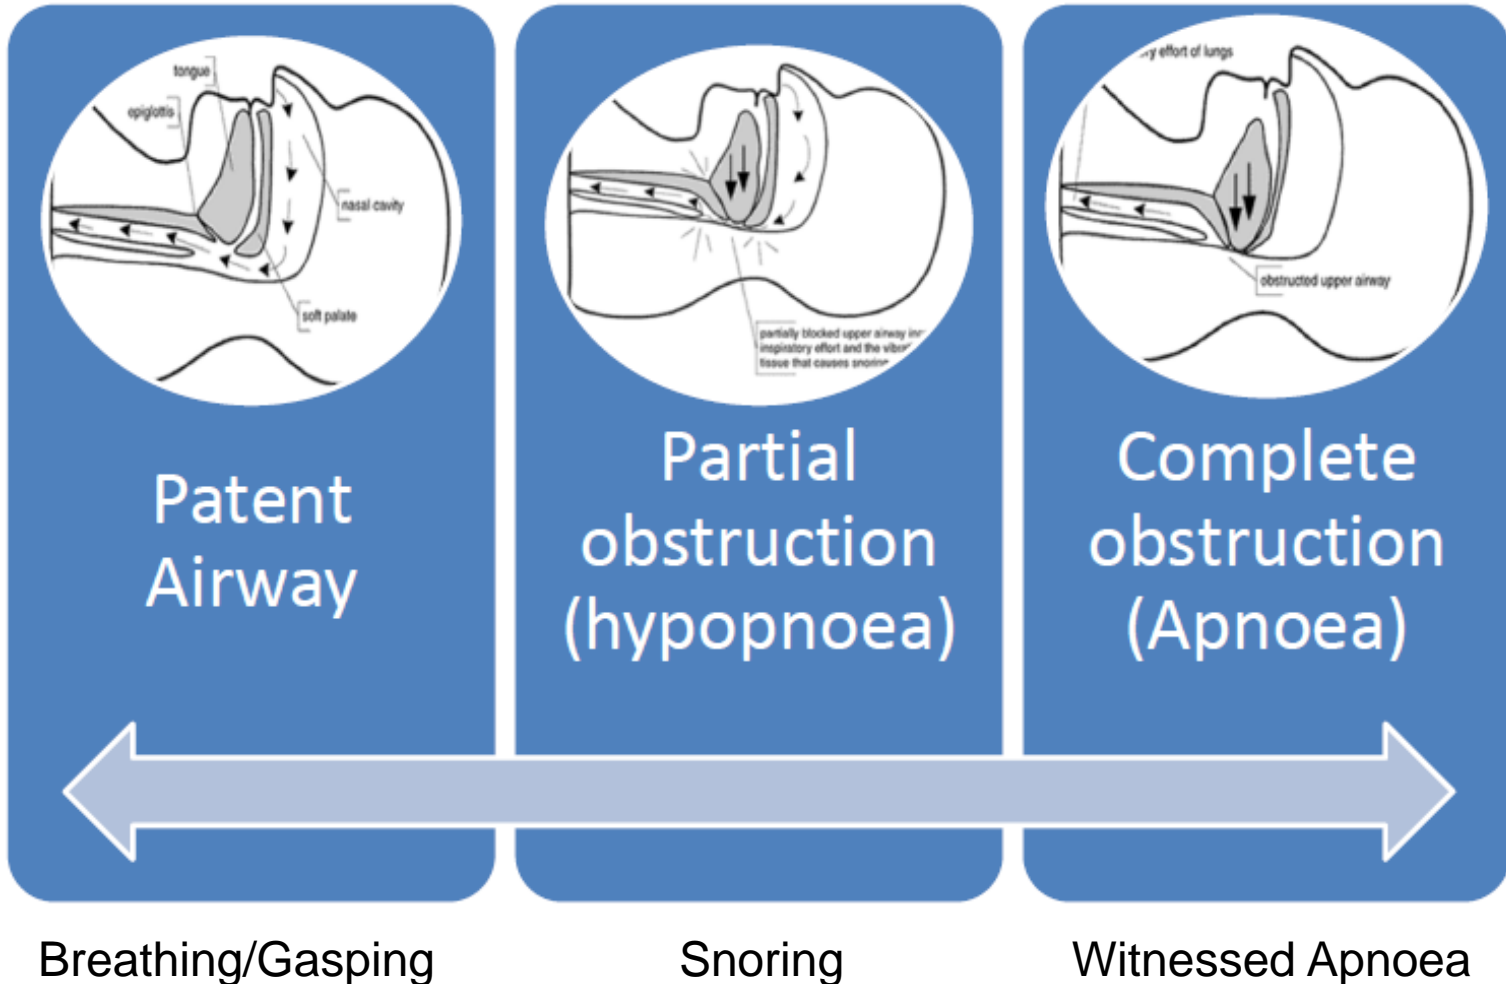 tongue
epiglottis
nasal cavity
soft palate
Patent
Airway
partially blocked upper airway
inspiratory effort and the
tissue that causes snoring
Partial
obstruction
(hypopnoea)
effort of lungs
obstructed upper airway
Complete
obstruction
(Apnoea)
Breathing/Gasping
Snoring
Witnessed Apnoea